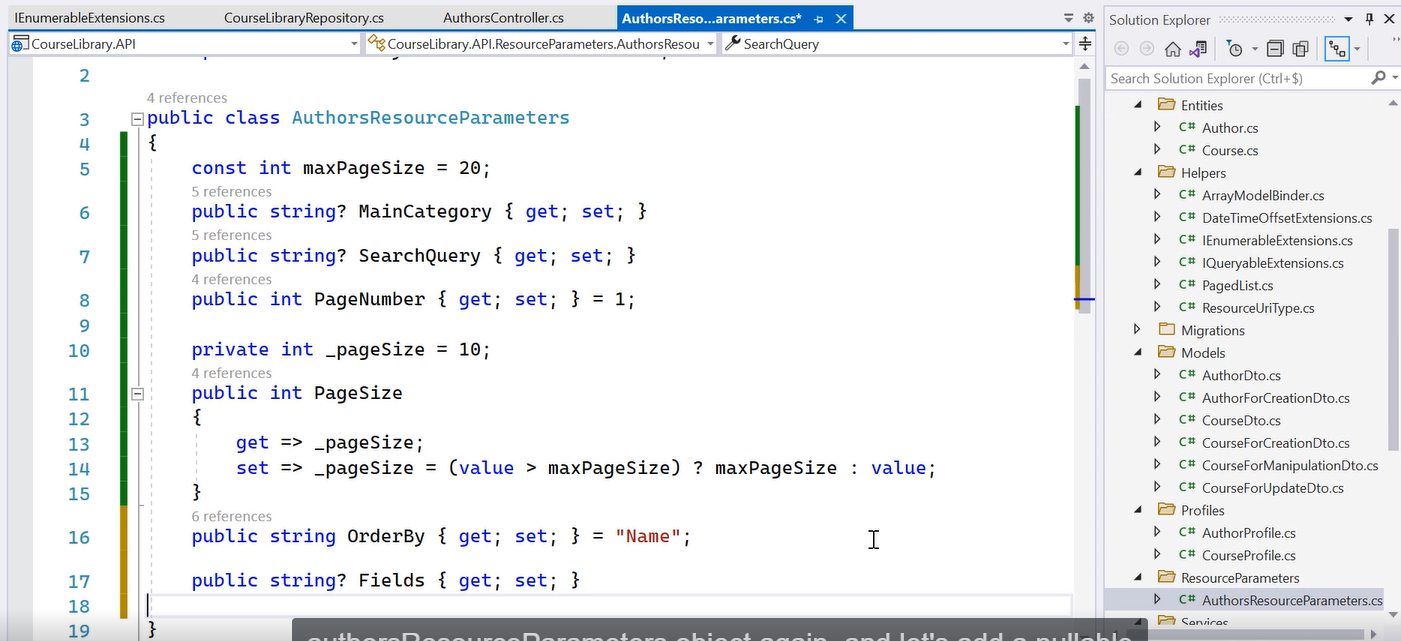 IEnumerableExtensions.cs CourseLibraryRepository.cs AuthorsController.cs AuthorsReso...arameters.cs*
CourseLibrary.API CourseLibrary.API.ResourceParameters.AuthorsResou SearchQuery
2
4 references
3 public class AuthorsResourceParameters
4 {
5 const int maxPageSize = 20;
5 references
6 public string? MainCategory { get; set; }
5 references
7 public string? SearchQuery { get; set; }
4 references
8 public int PageNumber { get; set; } = 1;
9
10 private int _pageSize = 10;
4 references
11 public int PageSize
12 {
13 get => _pageSize;
14 set => _pageSize = (value > maxPageSize) ? maxPageSize : value;
15 }
6 references
16 public string OrderBy { get; set; } = "Name";
17 public string? Fields { get; set; }
18
19 }
authorsResourceParameters object again, and let's add a nullable
Solution Explorer
Search Solution Explorer (Ctrl+$)
Entities
C# Author.cs
C# Course.cs
Helpers
C# ArrayModelBinder.cs
C# DateTimeOffsetExtensions.cs
C# IEnumerableExtensions.cs
C# IQueryableExtensions.cs
C# PagedList.cs
C# ResourceUriType.cs
Migrations
Models
C# AuthorDto.cs
C# AuthorForCreationDto.cs
C# CourseDto.cs
C# CourseForCreationDto.cs
C# CourseForManipulationDto.cs
C# CourseForUpdateDto.cs
Profiles
C# AuthorProfile.cs
C# CourseProfile.cs
ResourceParameters
C# AuthorsResourceParameters.cs
Services